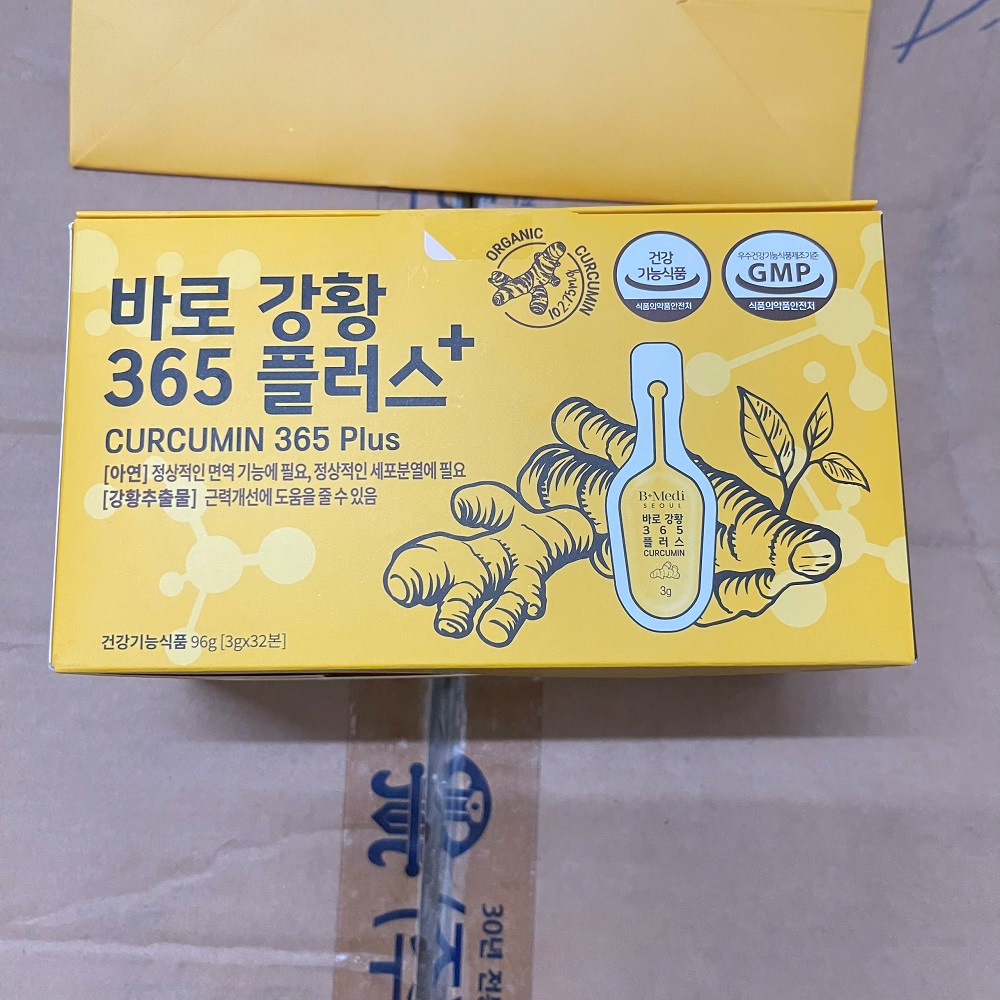 ORGANIC CURCUMIN
건강
기능식품
식품의약품안전처
우수건강기능식품제조기준
GMP
식품의약품안전처
바로 강황
365 플러스+
CURCUMIN 365 Plus
[아연] 정상적인 면역 기능에 필요, 정상적인 세포분열에 필요
[강황추출물] 근력개선에 도움을 줄 수 있음
B+Medi
SEOUL
바로 강황
3 6 5
플러스
CURCUMIN
3g
건강기능식품 96g [3gx32본]
30년 전